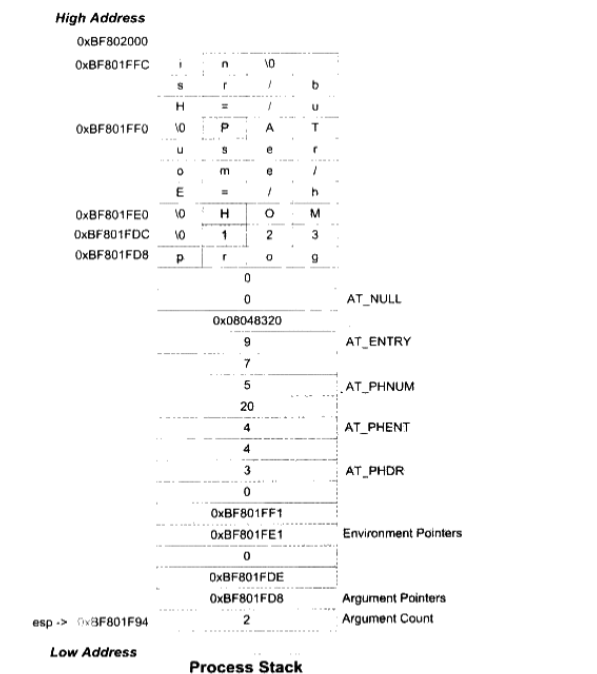 High Address
0xBF802000
0xBF801FFC i n \0
s r / b
H = / u
0xBF801FF0 \0 P A T
u s e r
o m e /
E = / h
0xBF801FE0 \0 H O M
0xBF801FDC \0 1 2 3
0xBF801FD8 p r o g
0
0 AT_NULL
0x08048320
9 AT_ENTRY
7
5 AT_PHNUM
20
4 AT_PHENT
4
3 AT_PHDR
0
0xBF801FF1
0xBF801FE1 Environment Pointers
0
0xBF801FDE
0xBF801FD8 Argument Pointers
esp -> 0xBF801F94 2 Argument Count
Low Address
Process Stack